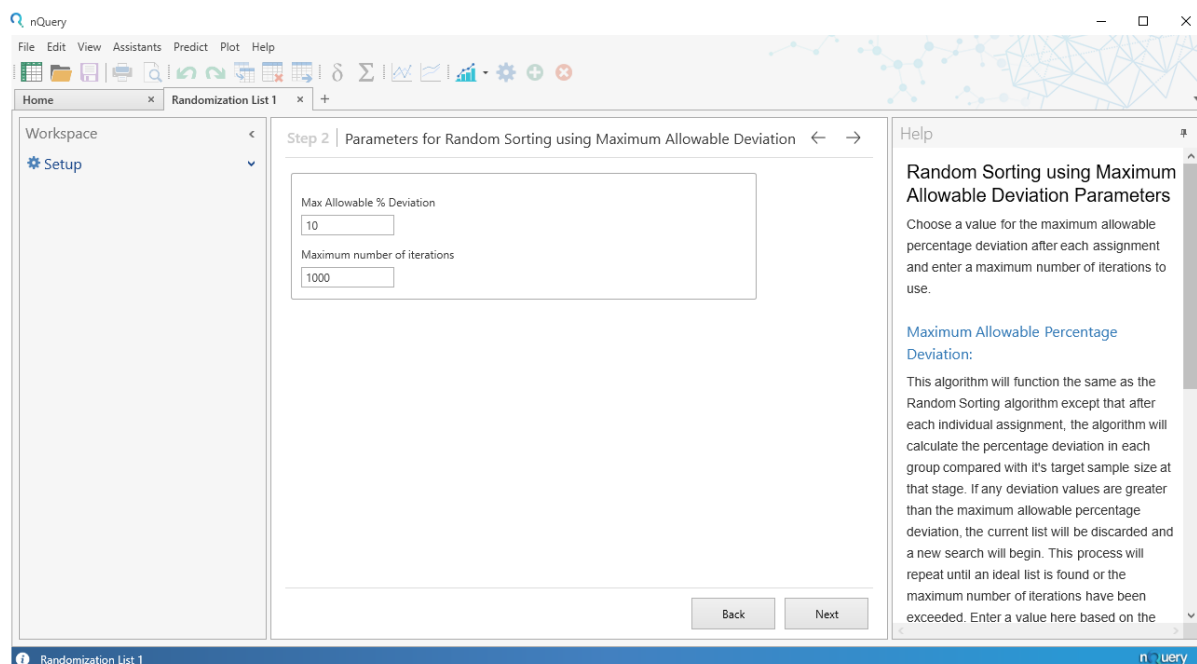 nQuery
File Edit View Assistants Predict Plot Help
Home
Randomization List 1
Workspace
Setup
Step 2 | Parameters for Random Sorting using Maximum Allowable Deviation
Max Allowable % Deviation
10
Maximum number of iterations
1000
Back
Next
Help
Random Sorting using Maximum
Allowable Deviation Parameters
Choose a value for the maximum allowable
percentage deviation after each assignment
and enter a maximum number of iterations to
use.
Maximum Allowable Percentage
Deviation:
This algorithm will function the same as the
Random Sorting algorithm except that after
each individual assignment, the algorithm will
calculate the percentage deviation in each
group compared with it's target sample size at
that stage. If any deviation values are greater
than the maximum allowable percentage
deviation, the current list will be discarded and
a new search will begin. This process will
repeat until an ideal list is found or the
maximum number of iterations have been
exceeded. Enter a value here based on the
Randomization List 1
nQuery